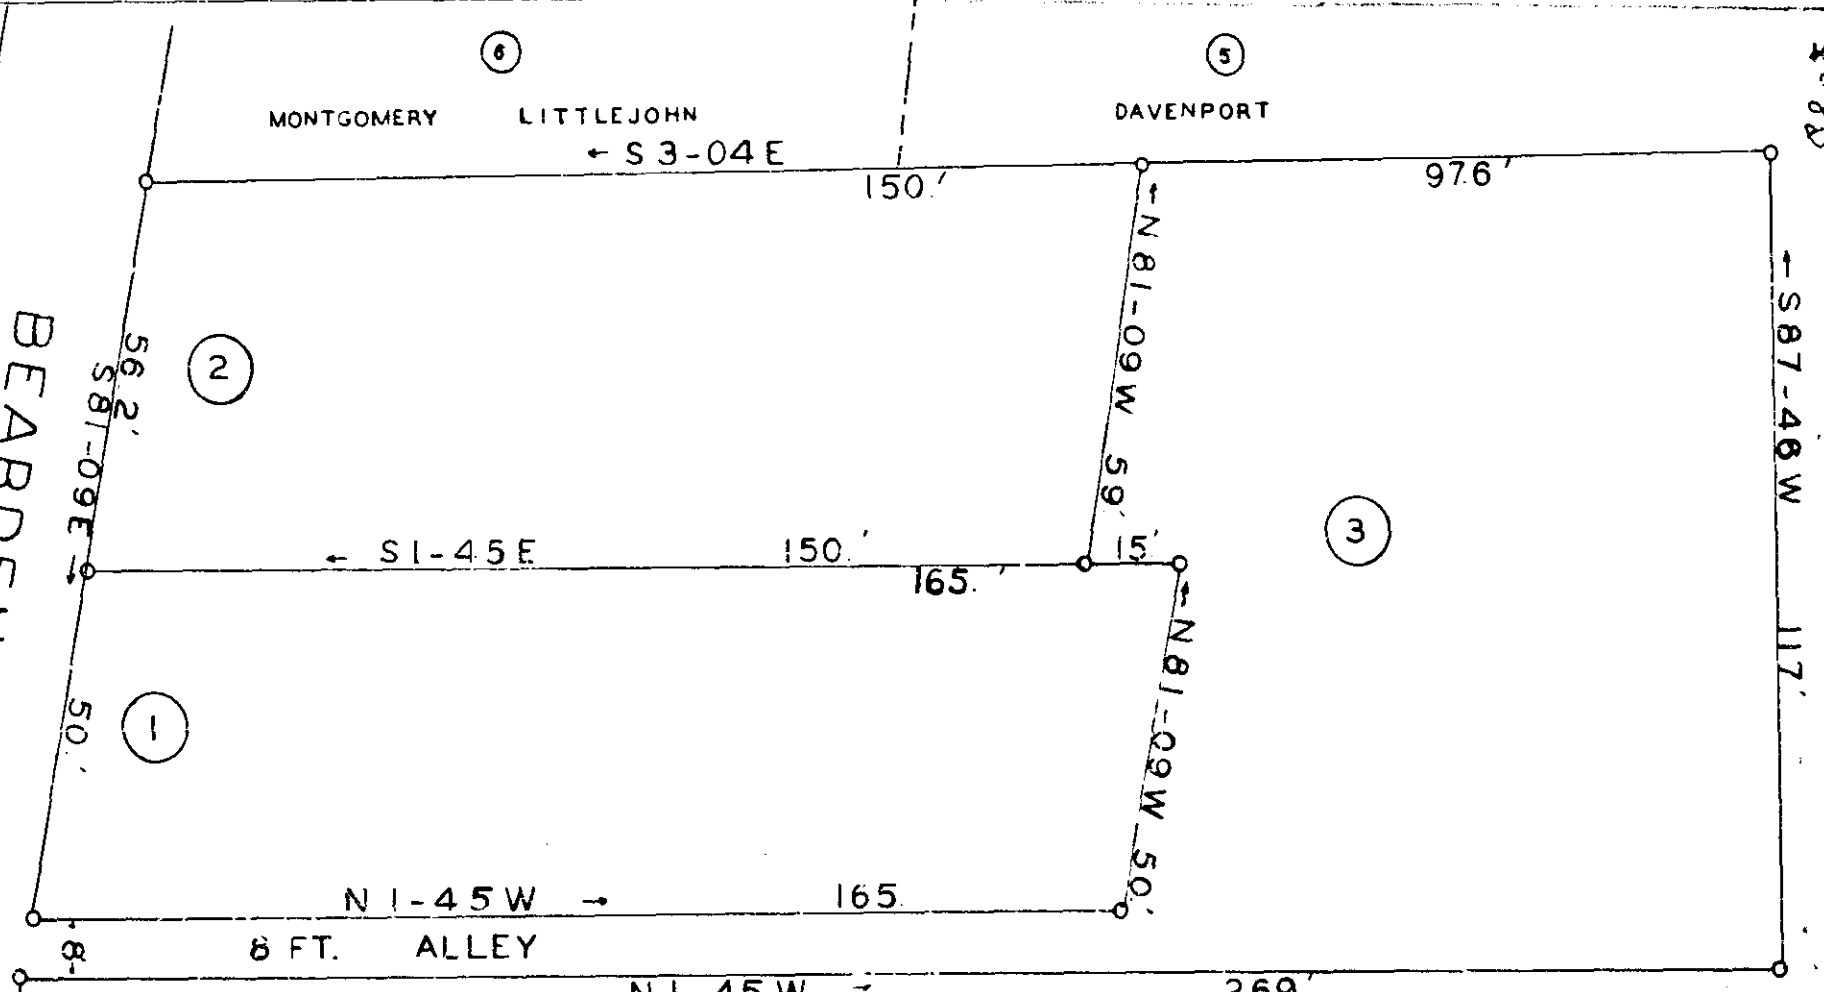 6
5
MONTGOMERY LITTLEJOHN
DAVENPORT
← S 3-04 E
150.'
97.6'
← N 81-09 W 59'
← S 87-46 W
117'
56.2'
S 81-09 E →
2
3
← S 1-45 E 150.' 15'
165.'
← N 81-09 W 50.'
50.'
1
N 1-45 W → 165.
8 FT. ALLEY
8
N 1-45 W →
269'